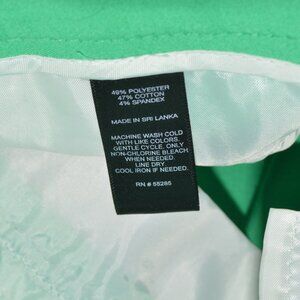 49% POLYESTER
47% COTTON
4% SPANDEX
MADE IN SRI LANKA
MACHINE WASH COLD
WITH LIKE COLORS.
GENTLE CYCLE. ONLY
NON-CHLORINE BLEACH
WHEN NEEDED.
LINE DRY.
COOL IRON IF NEEDED.
RN # 55285